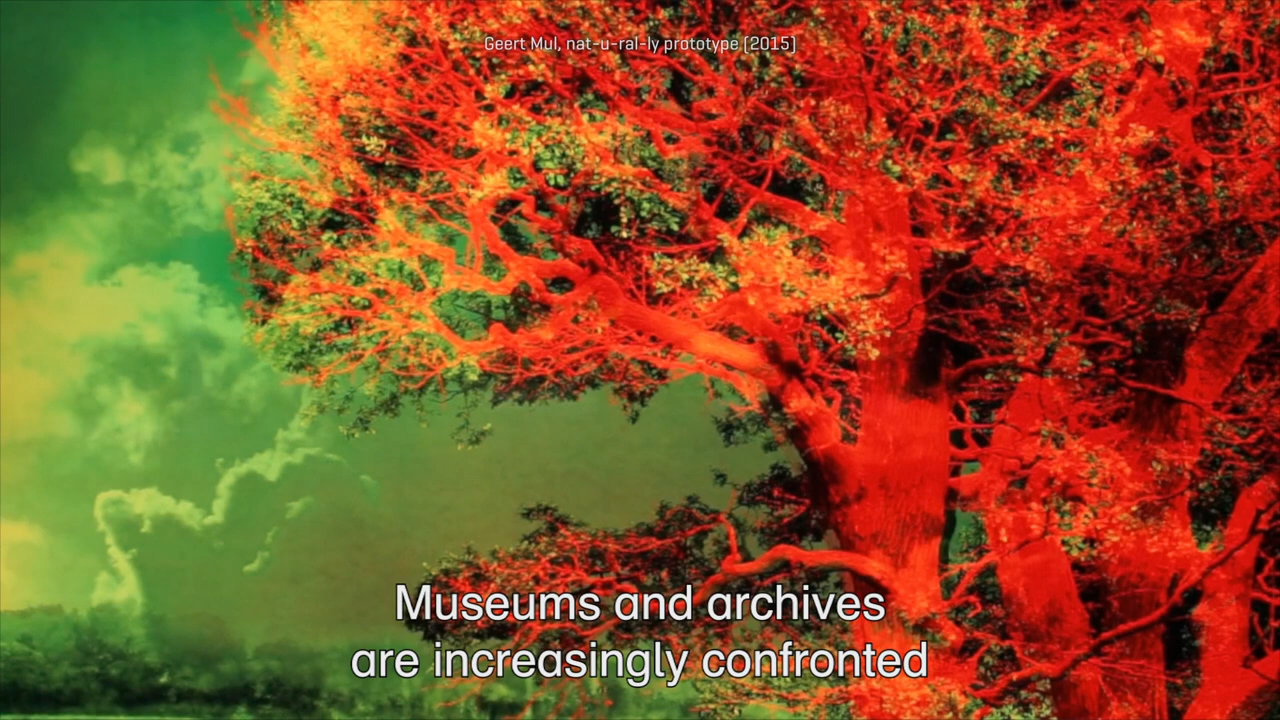 Geert Mul, nat-u-ral-ly prototype (2015)
Museums and archives
are increasingly confronted